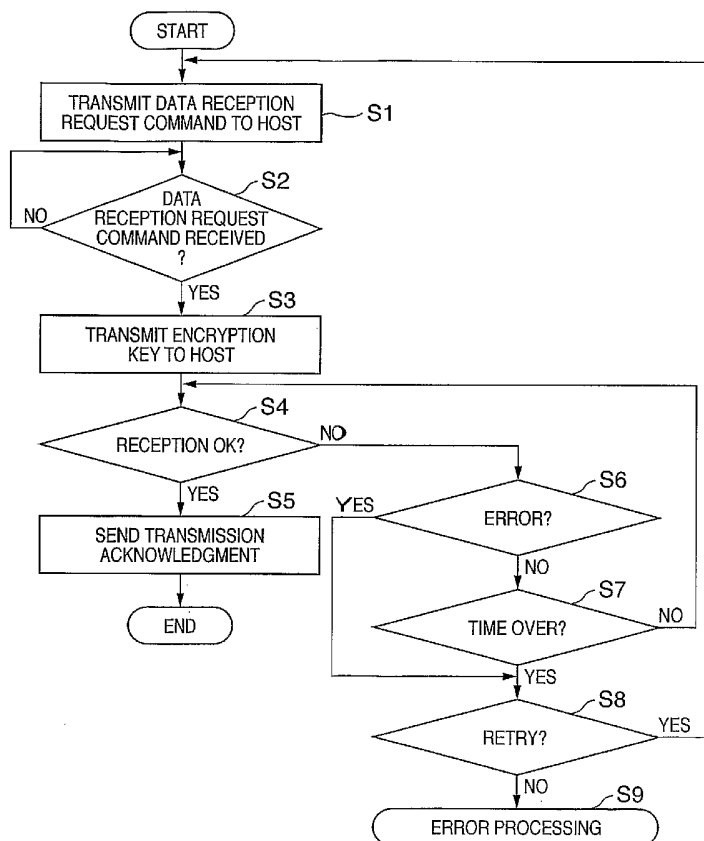 START
TRANSMIT DATA RECEPTION
REQUEST COMMAND TO HOST
S1
S2
DATA
RECEPTION REQUEST
COMMAND RECEIVED
?
NO
YES
S3
TRANSMIT ENCRYPTION
KEY TO HOST
S4
RECEPTION OK?
NO
YES
S5
SEND TRANSMISSION
ACKNOWLEDGMENT
END
S6
YES
ERROR?
NO
S7
TIME OVER?
NO
YES
S8
RETRY?
YES
NO
S9
ERROR PROCESSING